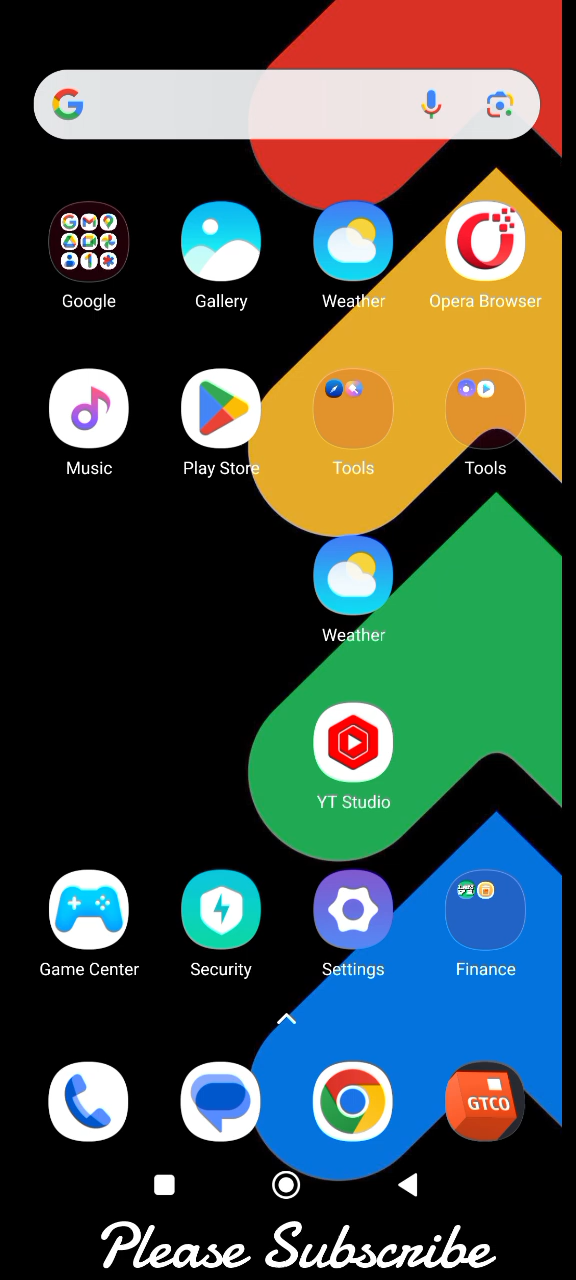 Google Gallery Weather Opera Browser
Music Play Store Tools Tools
Weather
YT Studio
Game Center Security Settings Finance
GTCO
Please Subscribe